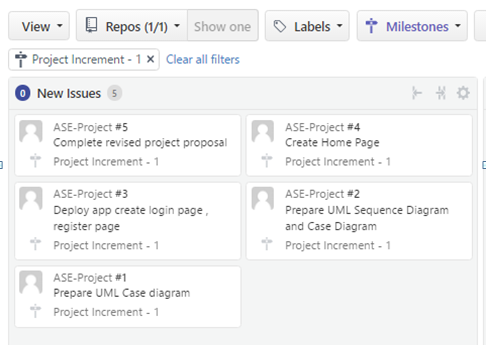 View Repos (1/1) Show one Labels Milestones
Project Increment - 1 × Clear all filters
0 New Issues 5
ASE-Project #5
Complete revised project proposal
Project Increment - 1
ASE-Project #4
Create Home Page
Project Increment - 1
ASE-Project #3
Deploy app create login page ,
register page
Project Increment - 1
ASE-Project #2
Prepare UML Sequence Diagram
and Case Diagram
Project Increment - 1
ASE-Project #1
Prepare UML Case diagram
Project Increment - 1